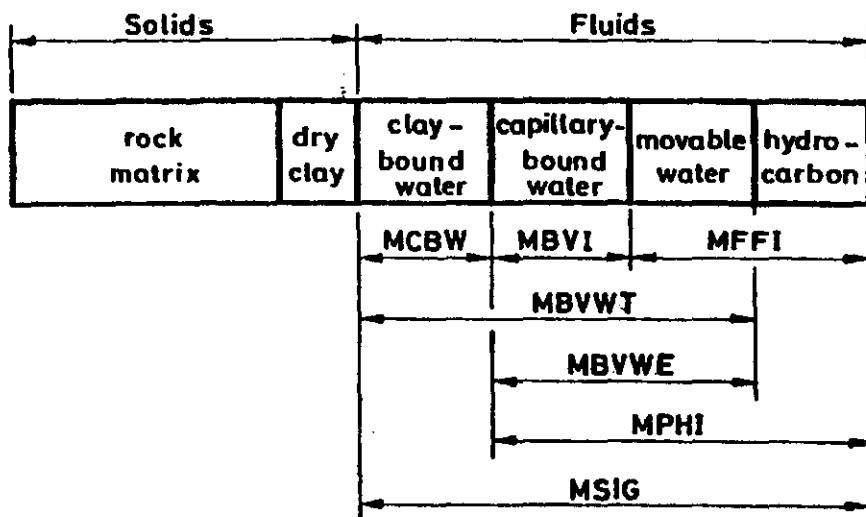 Solids Fluids
rock matrix
dry clay
clay-bound water
capillary-bound water
movable water
hydro-carbon
MCBW MBVI MFFI
MBVWT
MBVWE
MPHI
MSIG